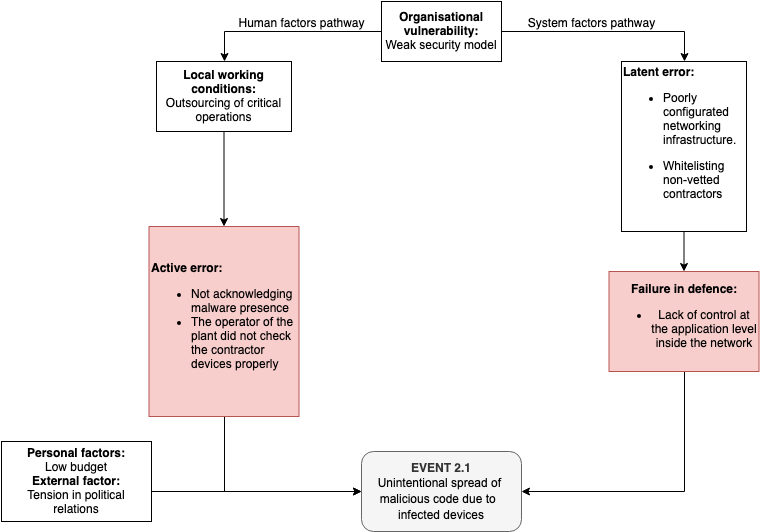 Human factors pathway
Organisational
vulnerability:
Weak security model
System factors pathway
Local working
conditions:
Outsourcing of critical
operations
Latent error:
• Poorly
configurated
networking
infrastructure.
• Whitelisting
non-vetted
contractors
Active error:
• Not acknowledging
malware presence
• The operator of the
plant did not check
the contractor
devices properly
Failure in defence:
• Lack of control at
the application level
inside the network
Personal factors:
Low budget
External factor:
Tension in political
relations
EVENT 2.1
Unintentional spread of
malicious code due to
infected devices